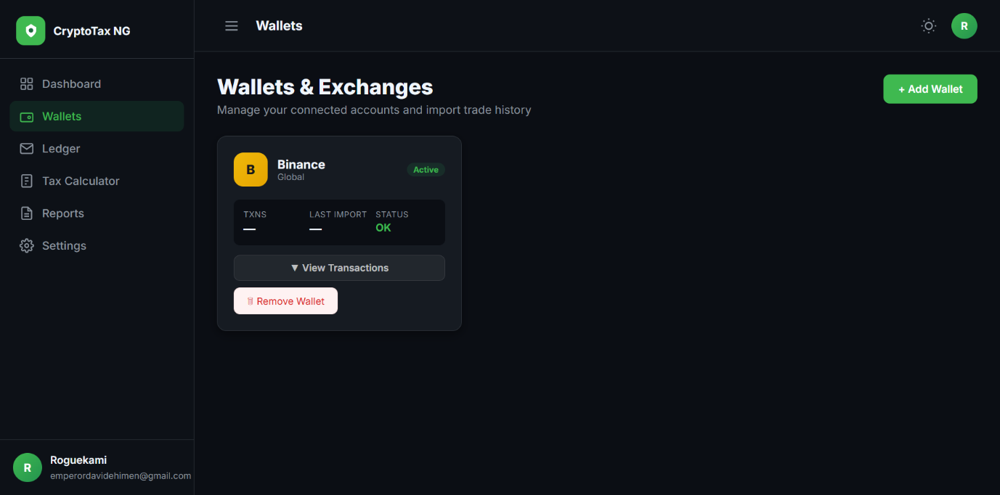 CryptoTax NG
Dashboard
Wallets
Ledger
Tax Calculator
Reports
Settings
R
Roguekami
emperordavidehimen@gmail.com
Wallets
R
Wallets & Exchanges
Manage your connected accounts and import trade history
+ Add Wallet
B
Binance
Global
Active
TXNS LAST IMPORT STATUS
— — OK
▼ View Transactions
Remove Wallet